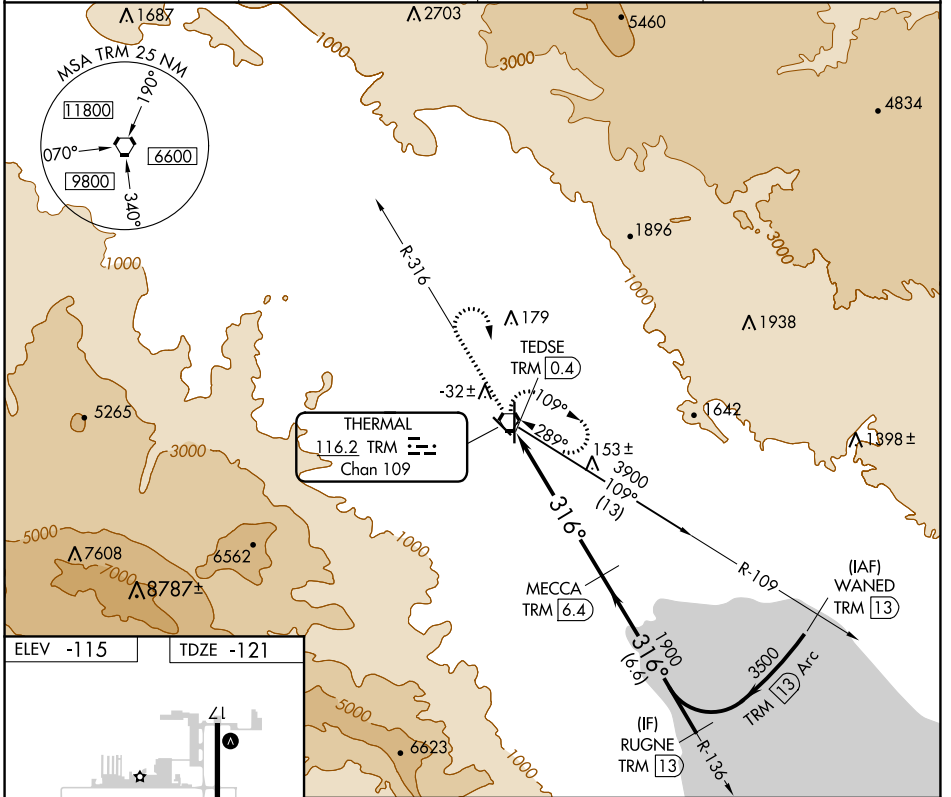 1687
2703
5460
MSA TRM 25 NM
190°
11800
070°
6600
9800
340°
1000
3000
4834
1000
R-316
1896
3000
1000
179
1938
TEDSE
TRM 0.4
-32±
109°
289°
THERMAL
116.2 TRM
Chan 109
5265
3000
153±
3900
109°
(13)
1642
1398±
316°
5000
7608
7000
8787±
6562
1000
MECCA
TRM 6.4
R-109
(IAF)
WANED
TRM 13
1900
316°
(6.6)
3500
TRM 13 Arc
(IF)
RUGNE
TRM 13
R-136
ELEV -115
TDZE -121
17
5000
6623
1000